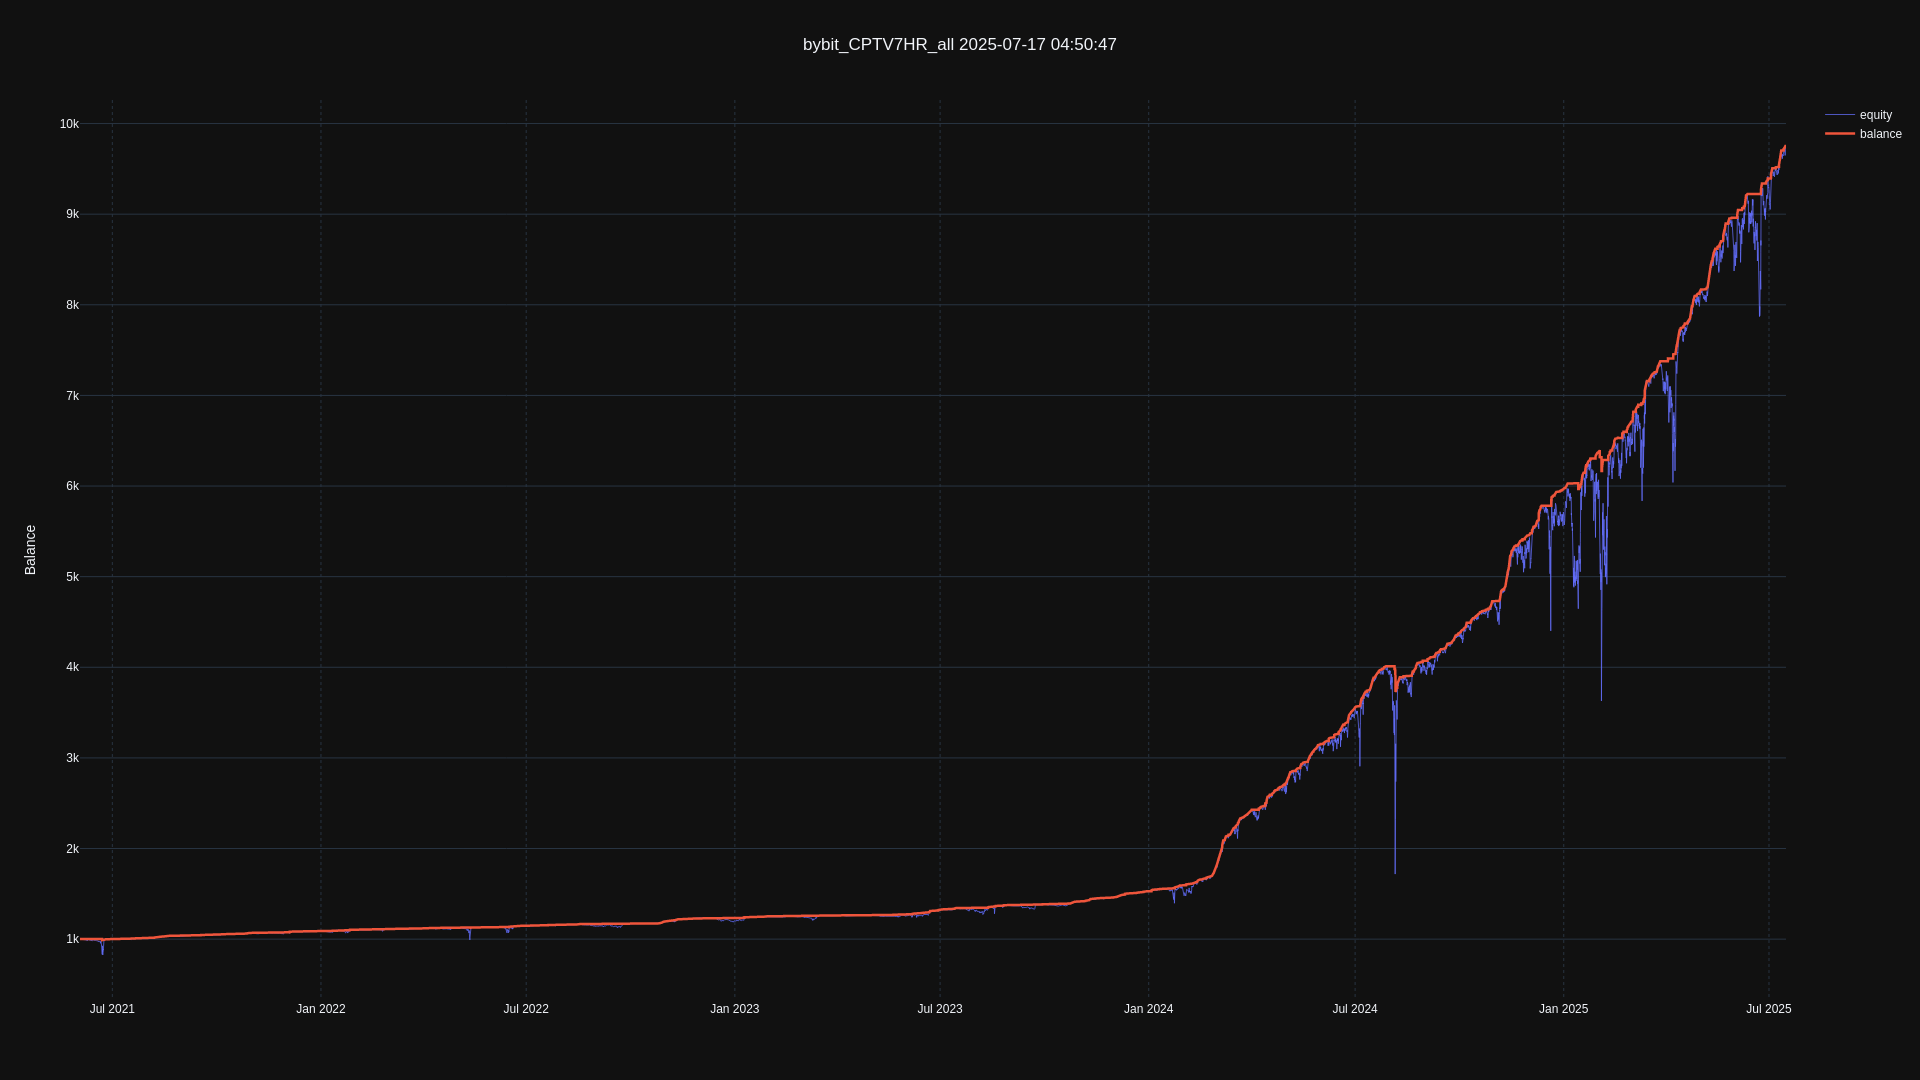 bybit_CPTV7HR_all 2025-07-17 04:50:47
equity
balance
Balance
10k
9k
8k
7k
6k
5k
4k
3k
2k
1k
Jul 2021
Jan 2022
Jul 2022
Jan 2023
Jul 2023
Jan 2024
Jul 2024
Jan 2025
Jul 2025